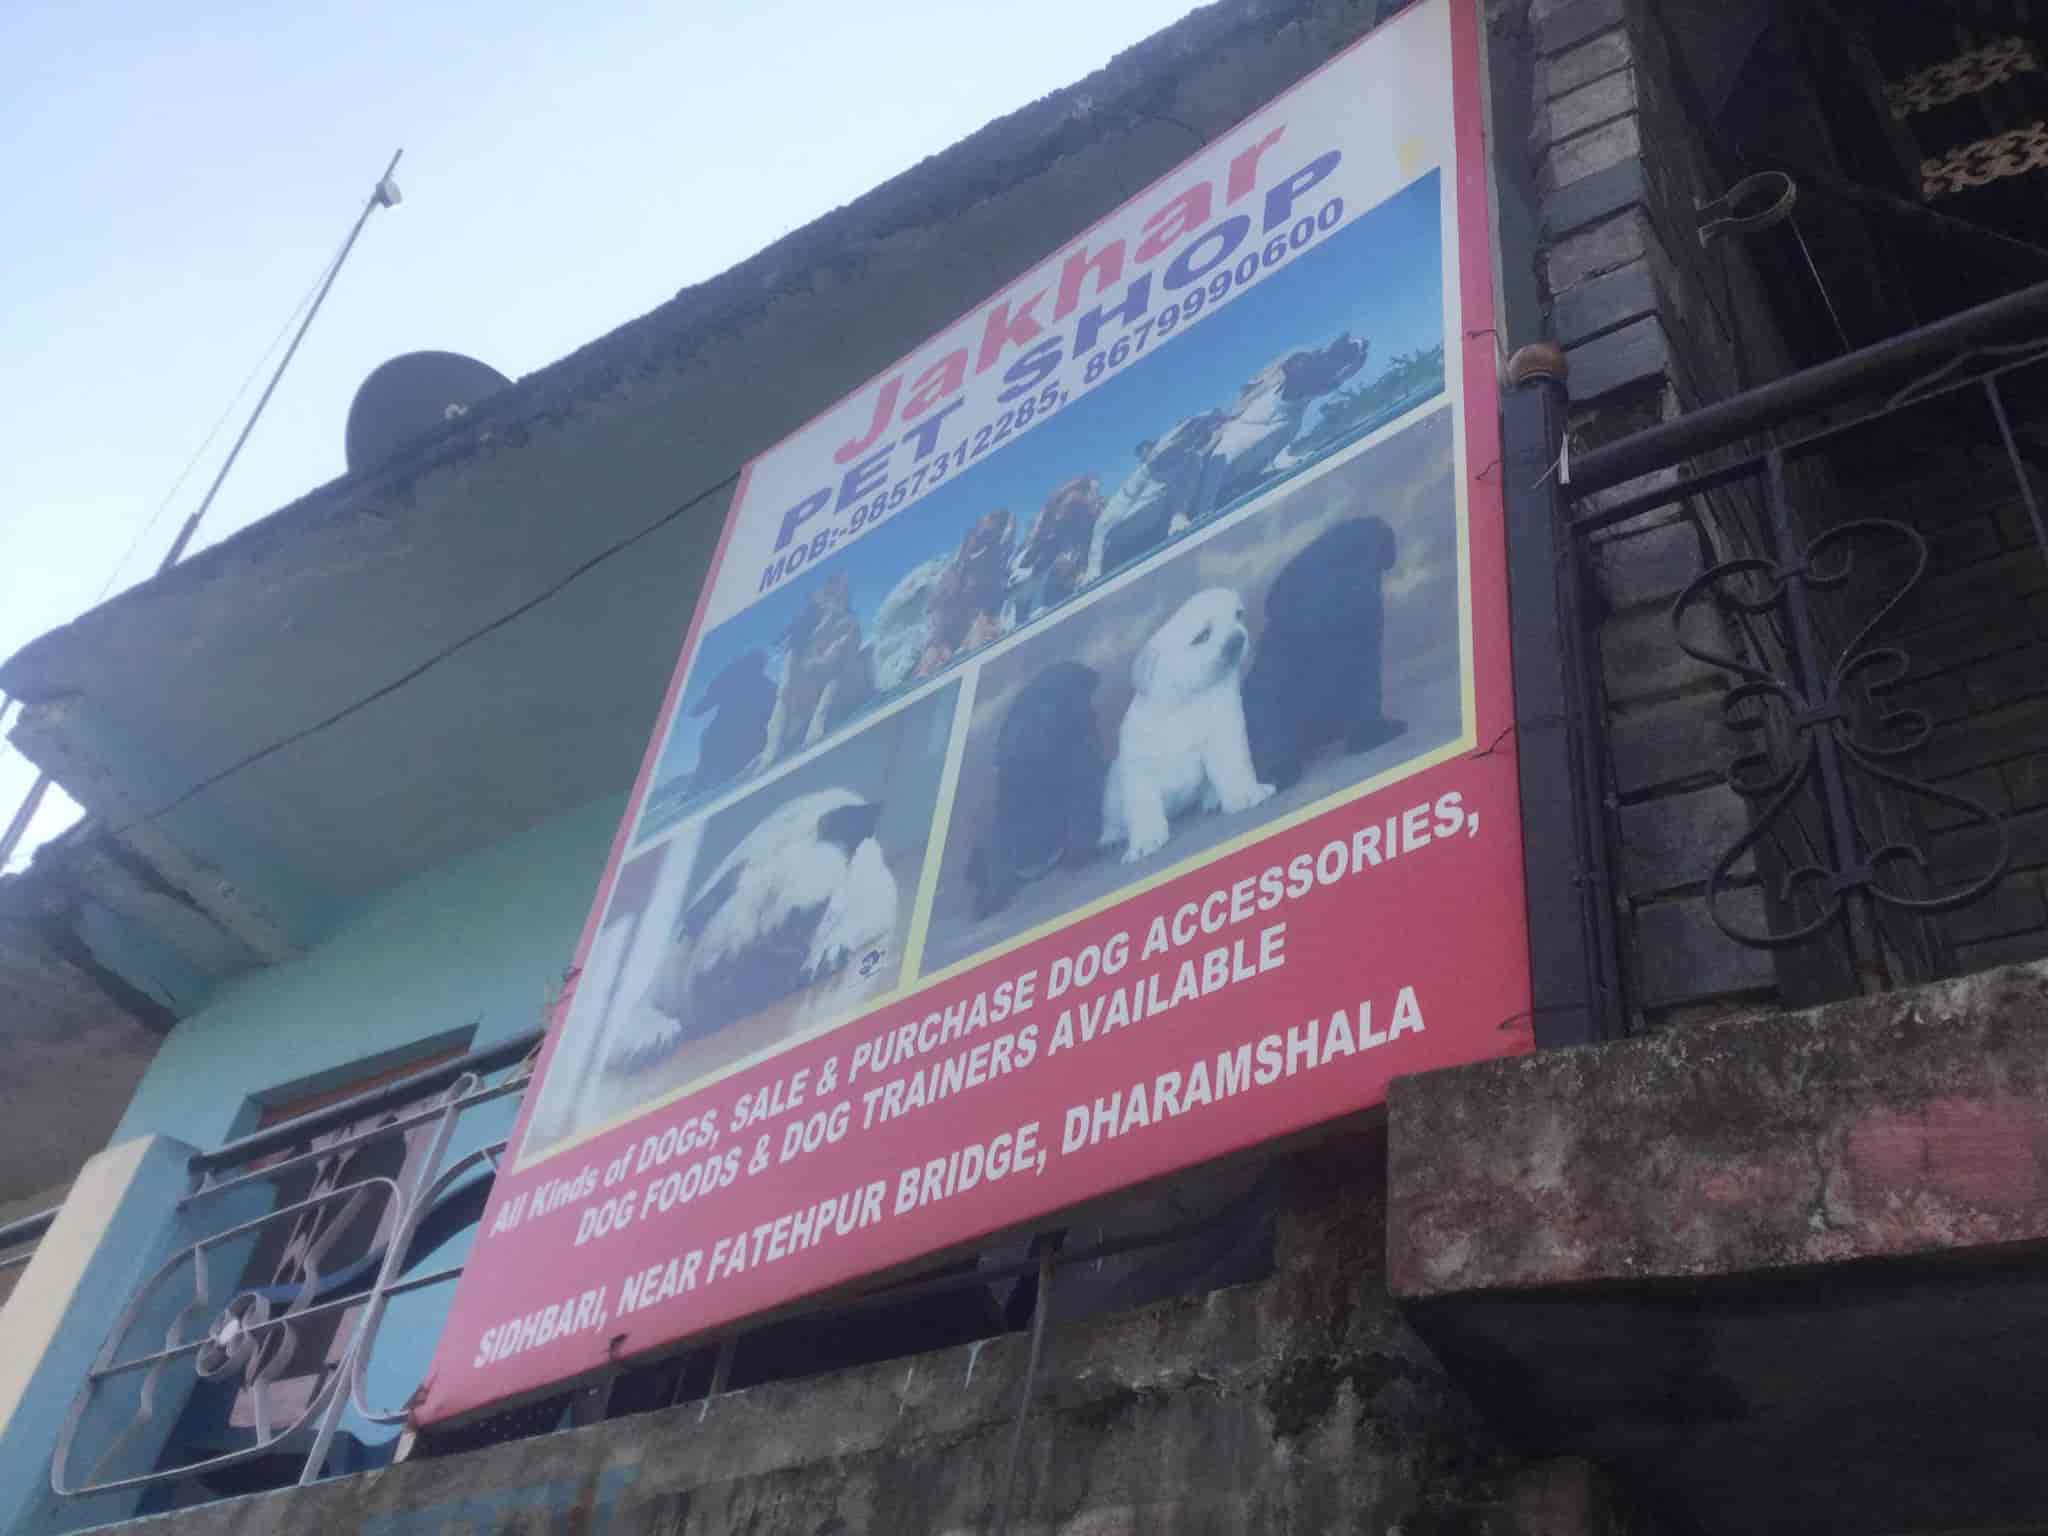 Jakhar
PET SHOP
MOB:-9857312285, 8679990600
All Kinds of DOGS, SALE & PURCHASE DOG ACCESSORIES,
DOG FOODS & DOG TRAINERS AVAILABLE
SIDHBARI, NEAR FATEHPUR BRIDGE, DHARAMSHALA